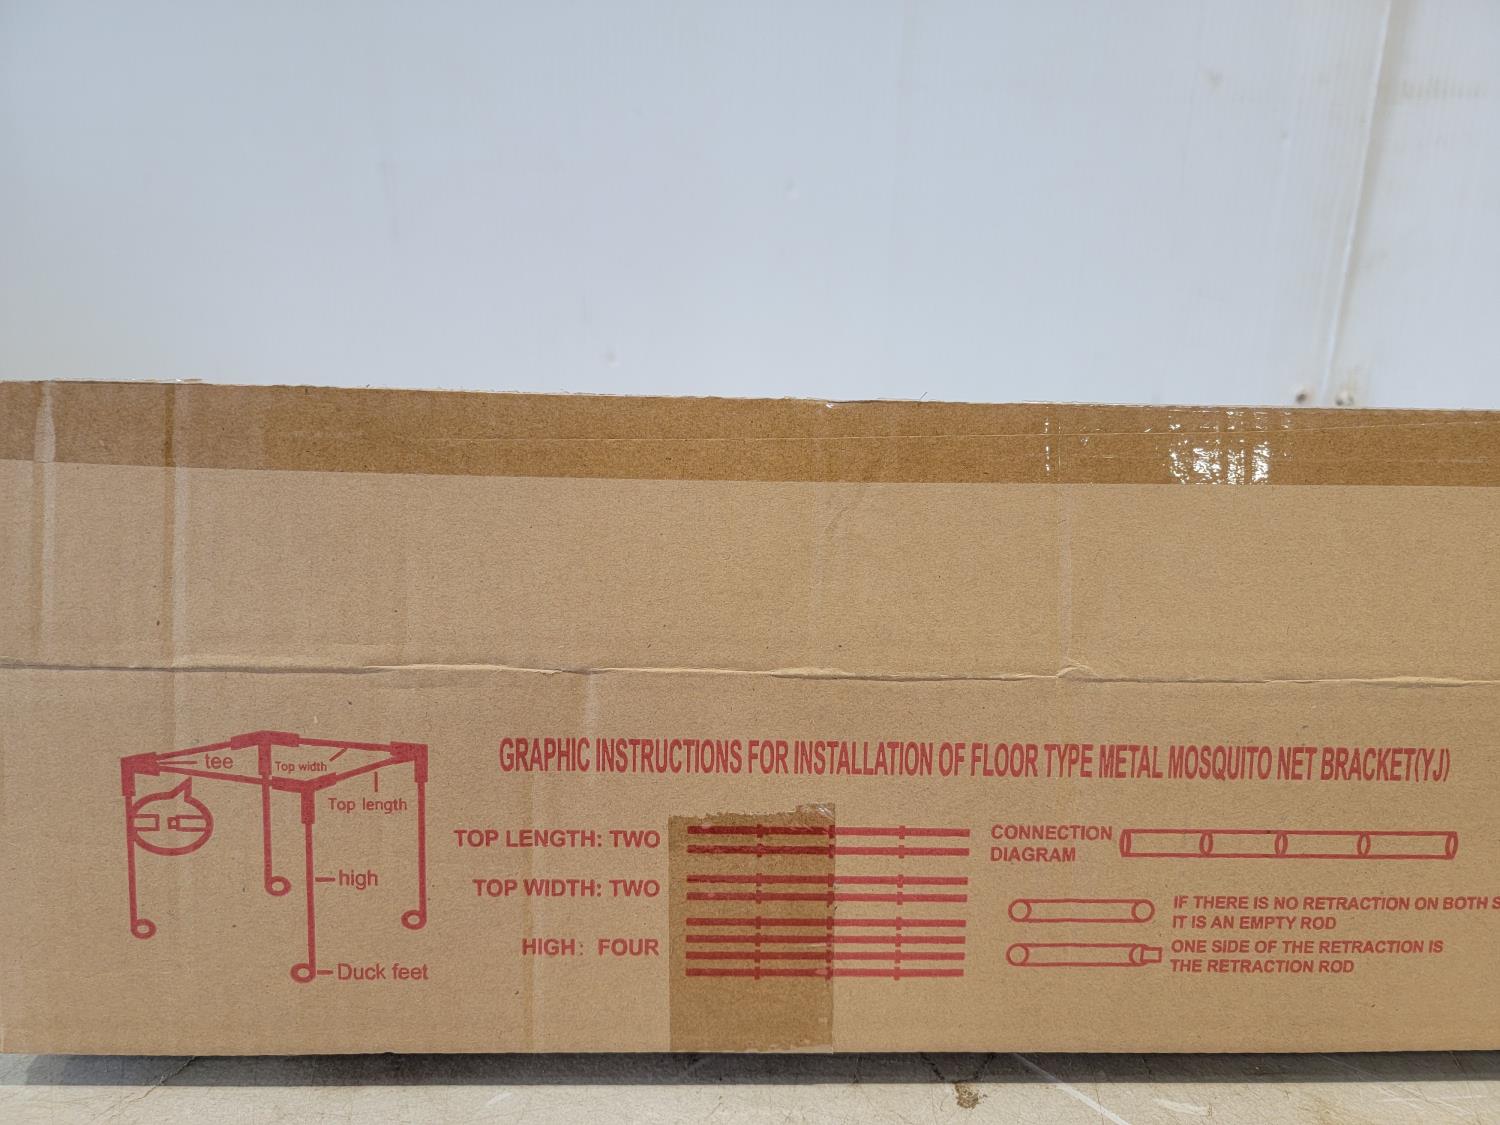 GRAPHIC INSTRUCTIONS FOR INSTALLATION OF FLOOR TYPE METAL MOSQUITO NET BRACKET(YJ)
tee
Top width
Top length
high
Duck feet
TOP LENGTH: TWO
TOP WIDTH: TWO
HIGH: FOUR
CONNECTION
DIAGRAM
IF THERE IS NO RETRACTION ON BOTH S
IT IS AN EMPTY ROD
ONE SIDE OF THE RETRACTION IS
THE RETRACTION ROD